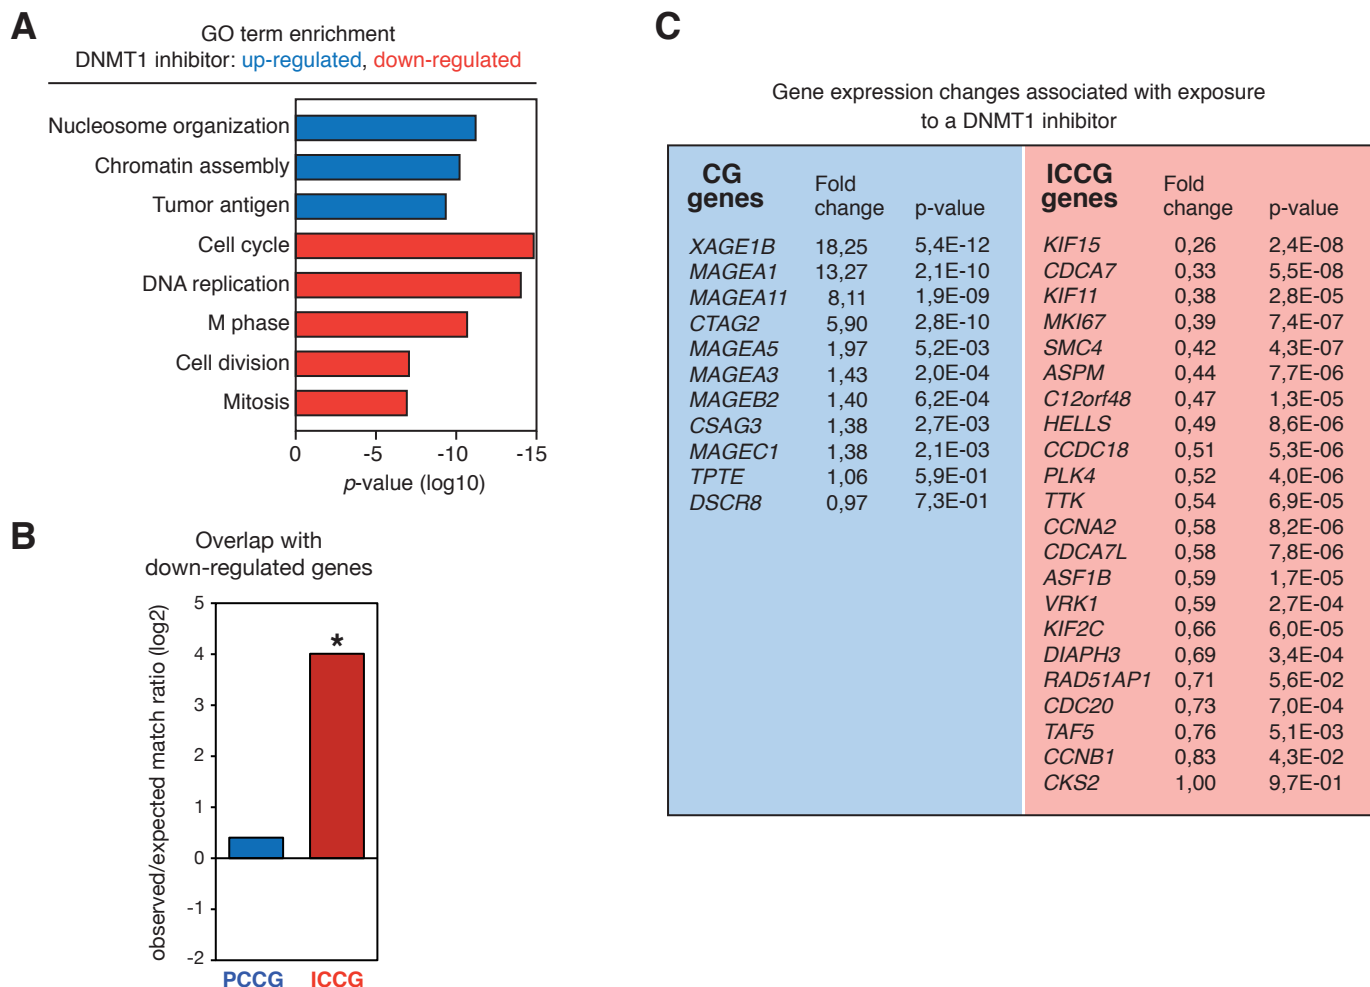 A
GO term enrichment
DNMT1 inhibitor: up-regulated, down-regulated
Nucleosome organization
Chromatin assembly
Tumor antigen
Cell cycle
DNA replication
M phase
Cell division
Mitosis
0 -5 -10 -15
p-value (log10)
B
Overlap with
down-regulated genes
observed/expected match ratio (log2)
5
4
*
3
2
1
0
-1
-2
PCCG ICCG
C
Gene expression changes associated with exposure
to a DNMT1 inhibitor
CG genes Fold change p-value
XAGE1B 18,25 5,4E-12
MAGEA1 13,27 2,1E-10
MAGEA11 8,11 1,9E-09
CTAG2 5,90 2,8E-10
MAGEA5 1,97 5,2E-03
MAGEA3 1,43 2,0E-04
MAGEB2 1,40 6,2E-04
CSAG3 1,38 2,7E-03
MAGEC1 1,38 2,1E-03
TPTE 1,06 5,9E-01
DSCR8 0,97 7,3E-01
ICCG genes Fold change p-value
KIF15 0,26 2,4E-08
CDCA7 0,33 5,5E-08
KIF11 0,38 2,8E-05
MKI67 0,39 7,4E-07
SMC4 0,42 4,3E-07
ASPM 0,44 7,7E-06
C12orf48 0,47 1,3E-05
HELLS 0,49 8,6E-06
CCDC18 0,51 5,3E-06
PLK4 0,52 4,0E-06
TTK 0,54 6,9E-05
CCNA2 0,58 8,2E-06
CDCA7L 0,58 7,8E-06
ASF1B 0,59 1,7E-05
VRK1 0,59 2,7E-04
KIF2C 0,66 6,0E-05
DIAPH3 0,69 3,4E-04
RAD51AP1 0,71 5,6E-02
CDC20 0,73 7,0E-04
TAF5 0,76 5,1E-03
CCNB1 0,83 4,3E-02
CKS2 1,00 9,7E-01